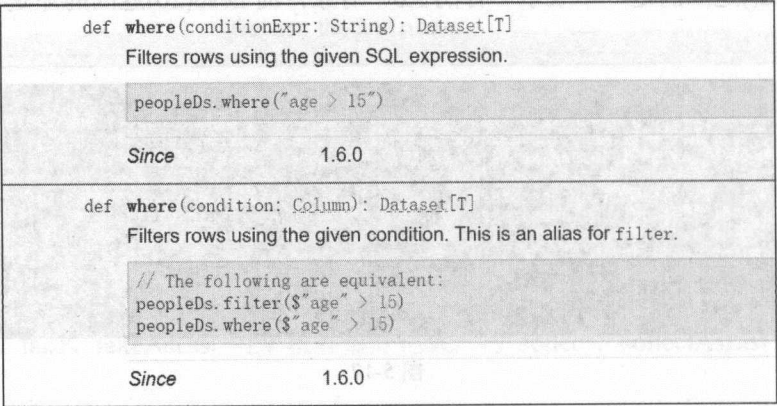 def where(conditionExpr: String): Dataset[T]
Filters rows using the given SQL expression.
peopleDs.where("age > 15")
Since 1.6.0
def where(condition: Column): Dataset[T]
Filters rows using the given condition. This is an alias for filter.
// The following are equivalent:
peopleDs.filter($"age" > 15)
peopleDs.where($"age" > 15)
Since 1.6.0